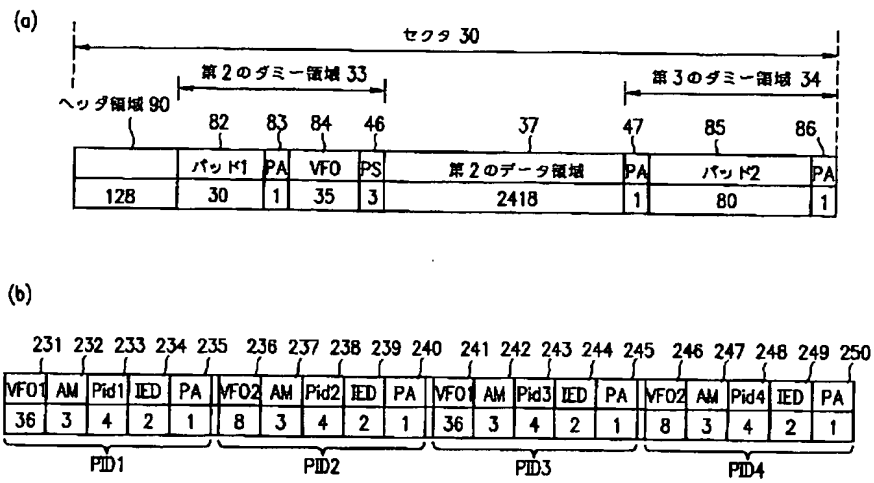 (a)
セクタ 30
第2のダミー領域 33
第3のダミー領域 34
ヘッダ領域 90
82 83 84 46 37 47 85 86
パッド1 PA VFO PS 第2のデータ領域 PA パッド2 PA
128 30 1 35 3 2418 1 80 1
(b)
231 232 233 234 235 236 237 238 239 240 241 242 243 244 245 246 247 248 249 250
VFO1 AM Pid1 IED PA VFO2 AM Pid2 IED PA VFO1 AM Pid3 IED PA VFO2 AM Pid4 IED PA
36 3 4 2 1 8 3 4 2 1 36 3 4 2 1 8 3 4 2 1
PID1 PID2 PID3 PID4